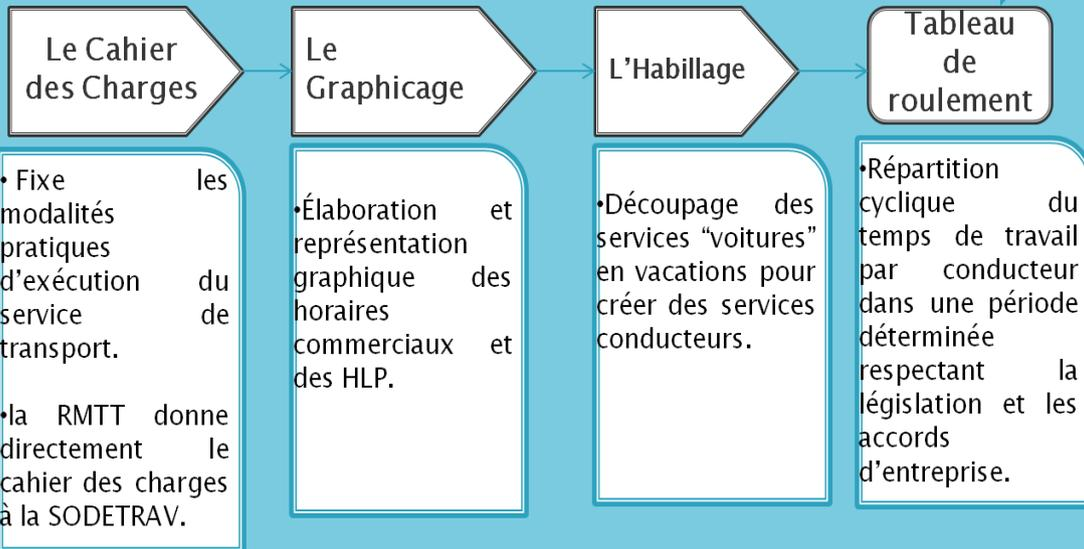 Le Cahier
des Charges
Le
Graphicage
L’Habillage
Tableau
de
roulement
• Fixe les
modalités
pratiques
d’exécution du
service de
transport.
•la RMTT donne
directement le
cahier des charges
à la SODETRAV.
•Élaboration et
représentation
graphique des
horaires
commerciaux et
des HLP.
•Découpage des
services “voitures”
en vacations pour
créer des services
conducteurs.
•Répartition
cyclique du
temps de travail
par conducteur
dans une période
déterminée
respectant la
législation et les
accords
d’entreprise.